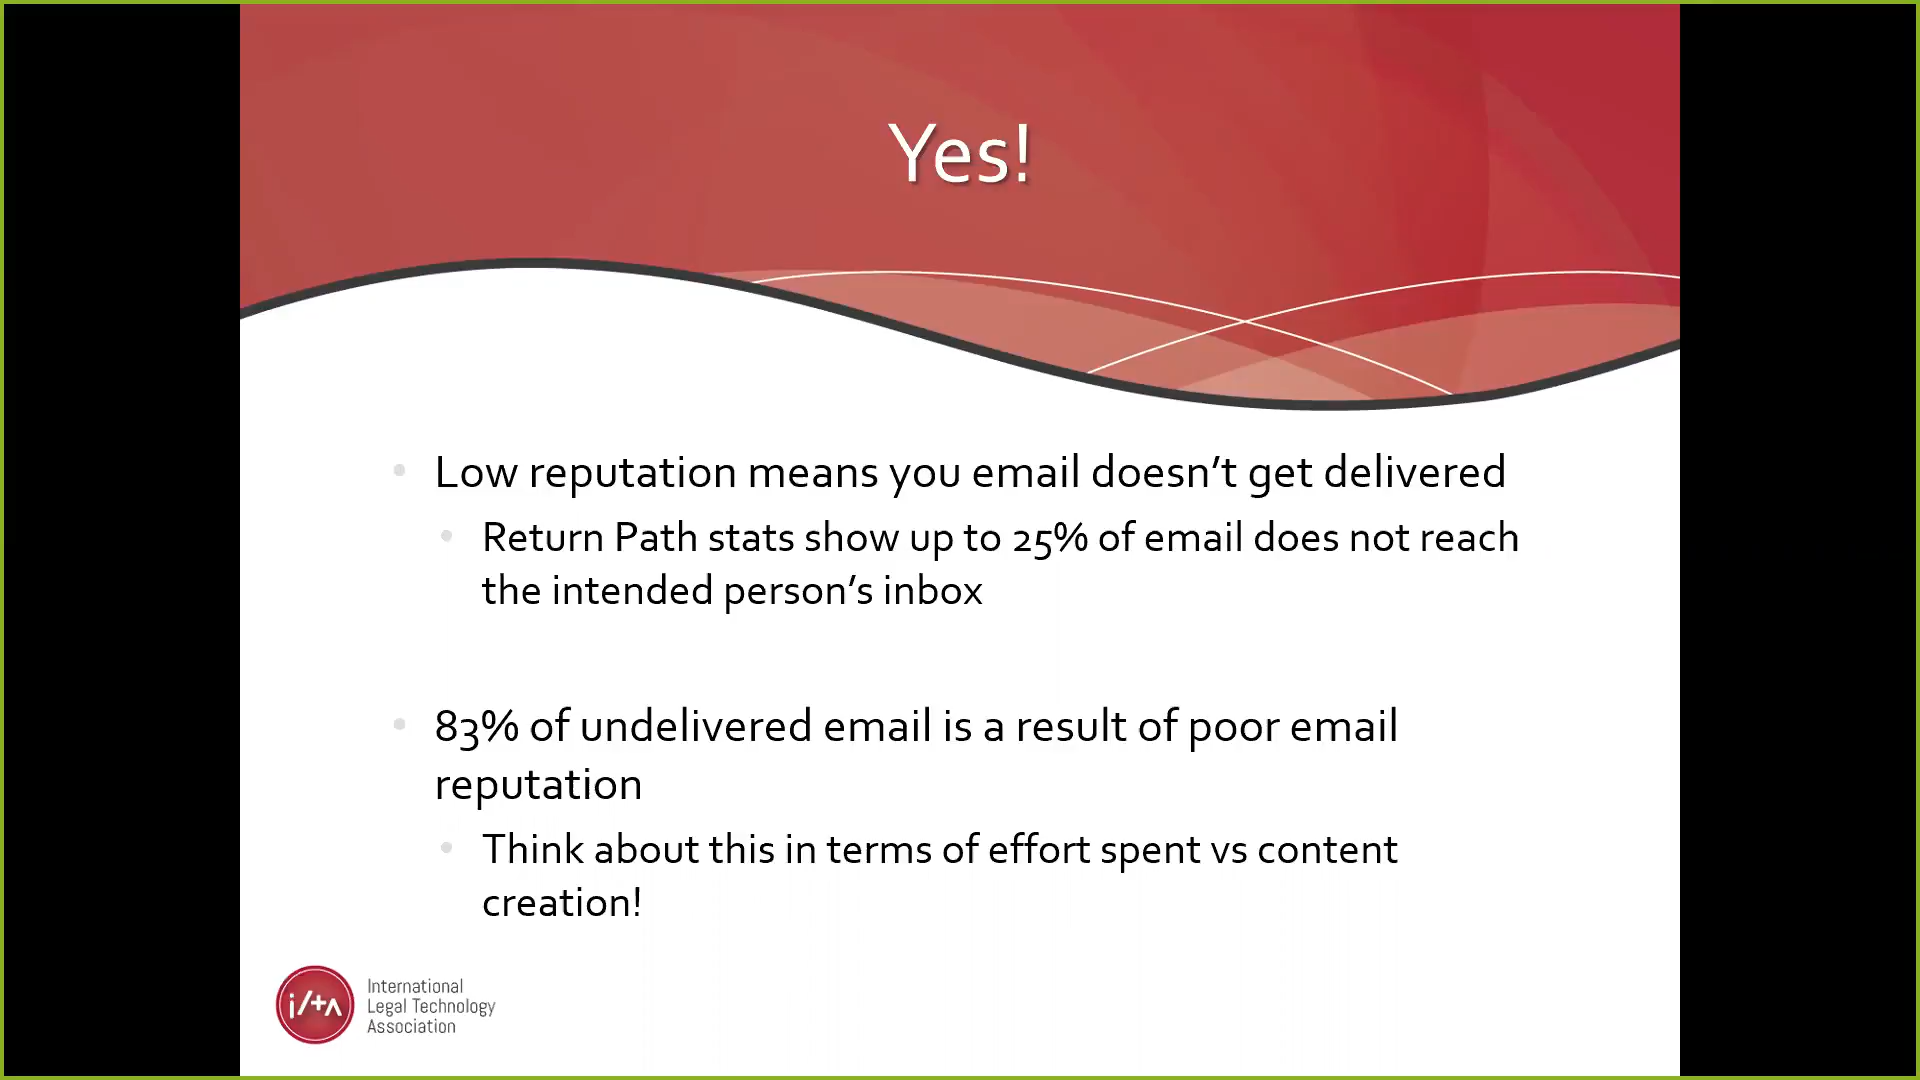 Yes!
Low reputation means you email doesn’t get delivered
Return Path stats show up to 25% of email does not reach
the intended person’s inbox
83% of undelivered email is a result of poor email
reputation
Think about this in terms of effort spent vs content
creation!
ilta
International
Legal Technology
Association